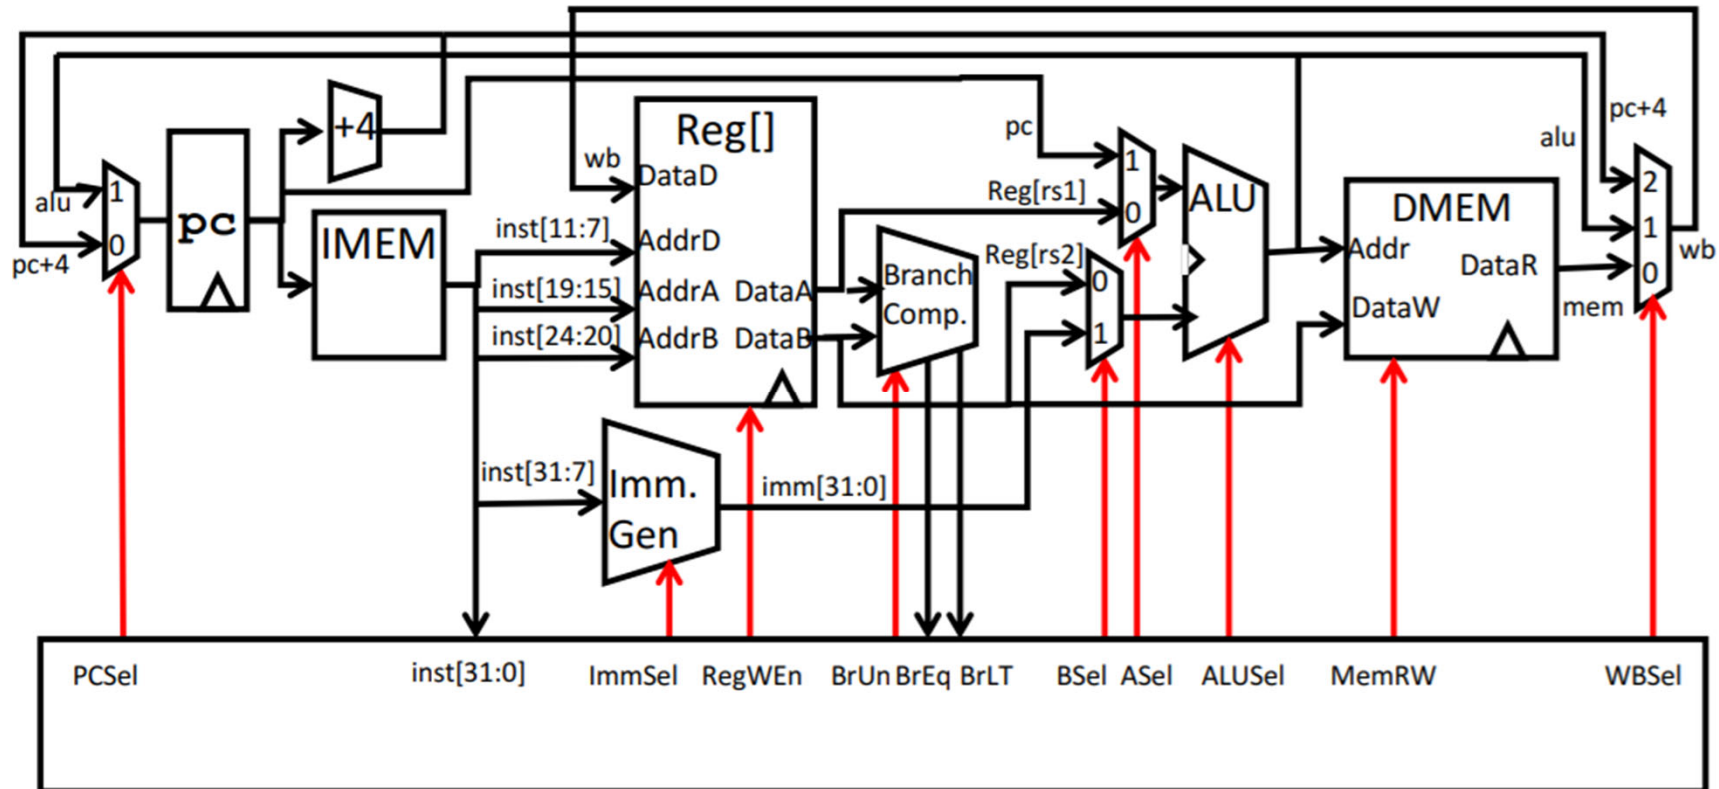 pc+4
alu
pc
+4
Reg[]
wb
DataD
1
alu
1
2
Reg[rs1]
ALU
DMEM
pc
IMEM
inst[11:7]
AddrD
0
1
0
pc+4
Reg[rs2]
Addr
DataR
wb
Branch
Comp.
0
0
inst[19:15]
AddrA
DataA
DataW
mem
inst[24:20]
AddrB
DataB
1
inst[31:7]
Imm.
Gen
imm[31:0]
PCSel
inst[31:0]
ImmSel
RegWEn
BrUn
BrEq
BrLT
BSel
ASel
ALUSel
MemRW
WBSel